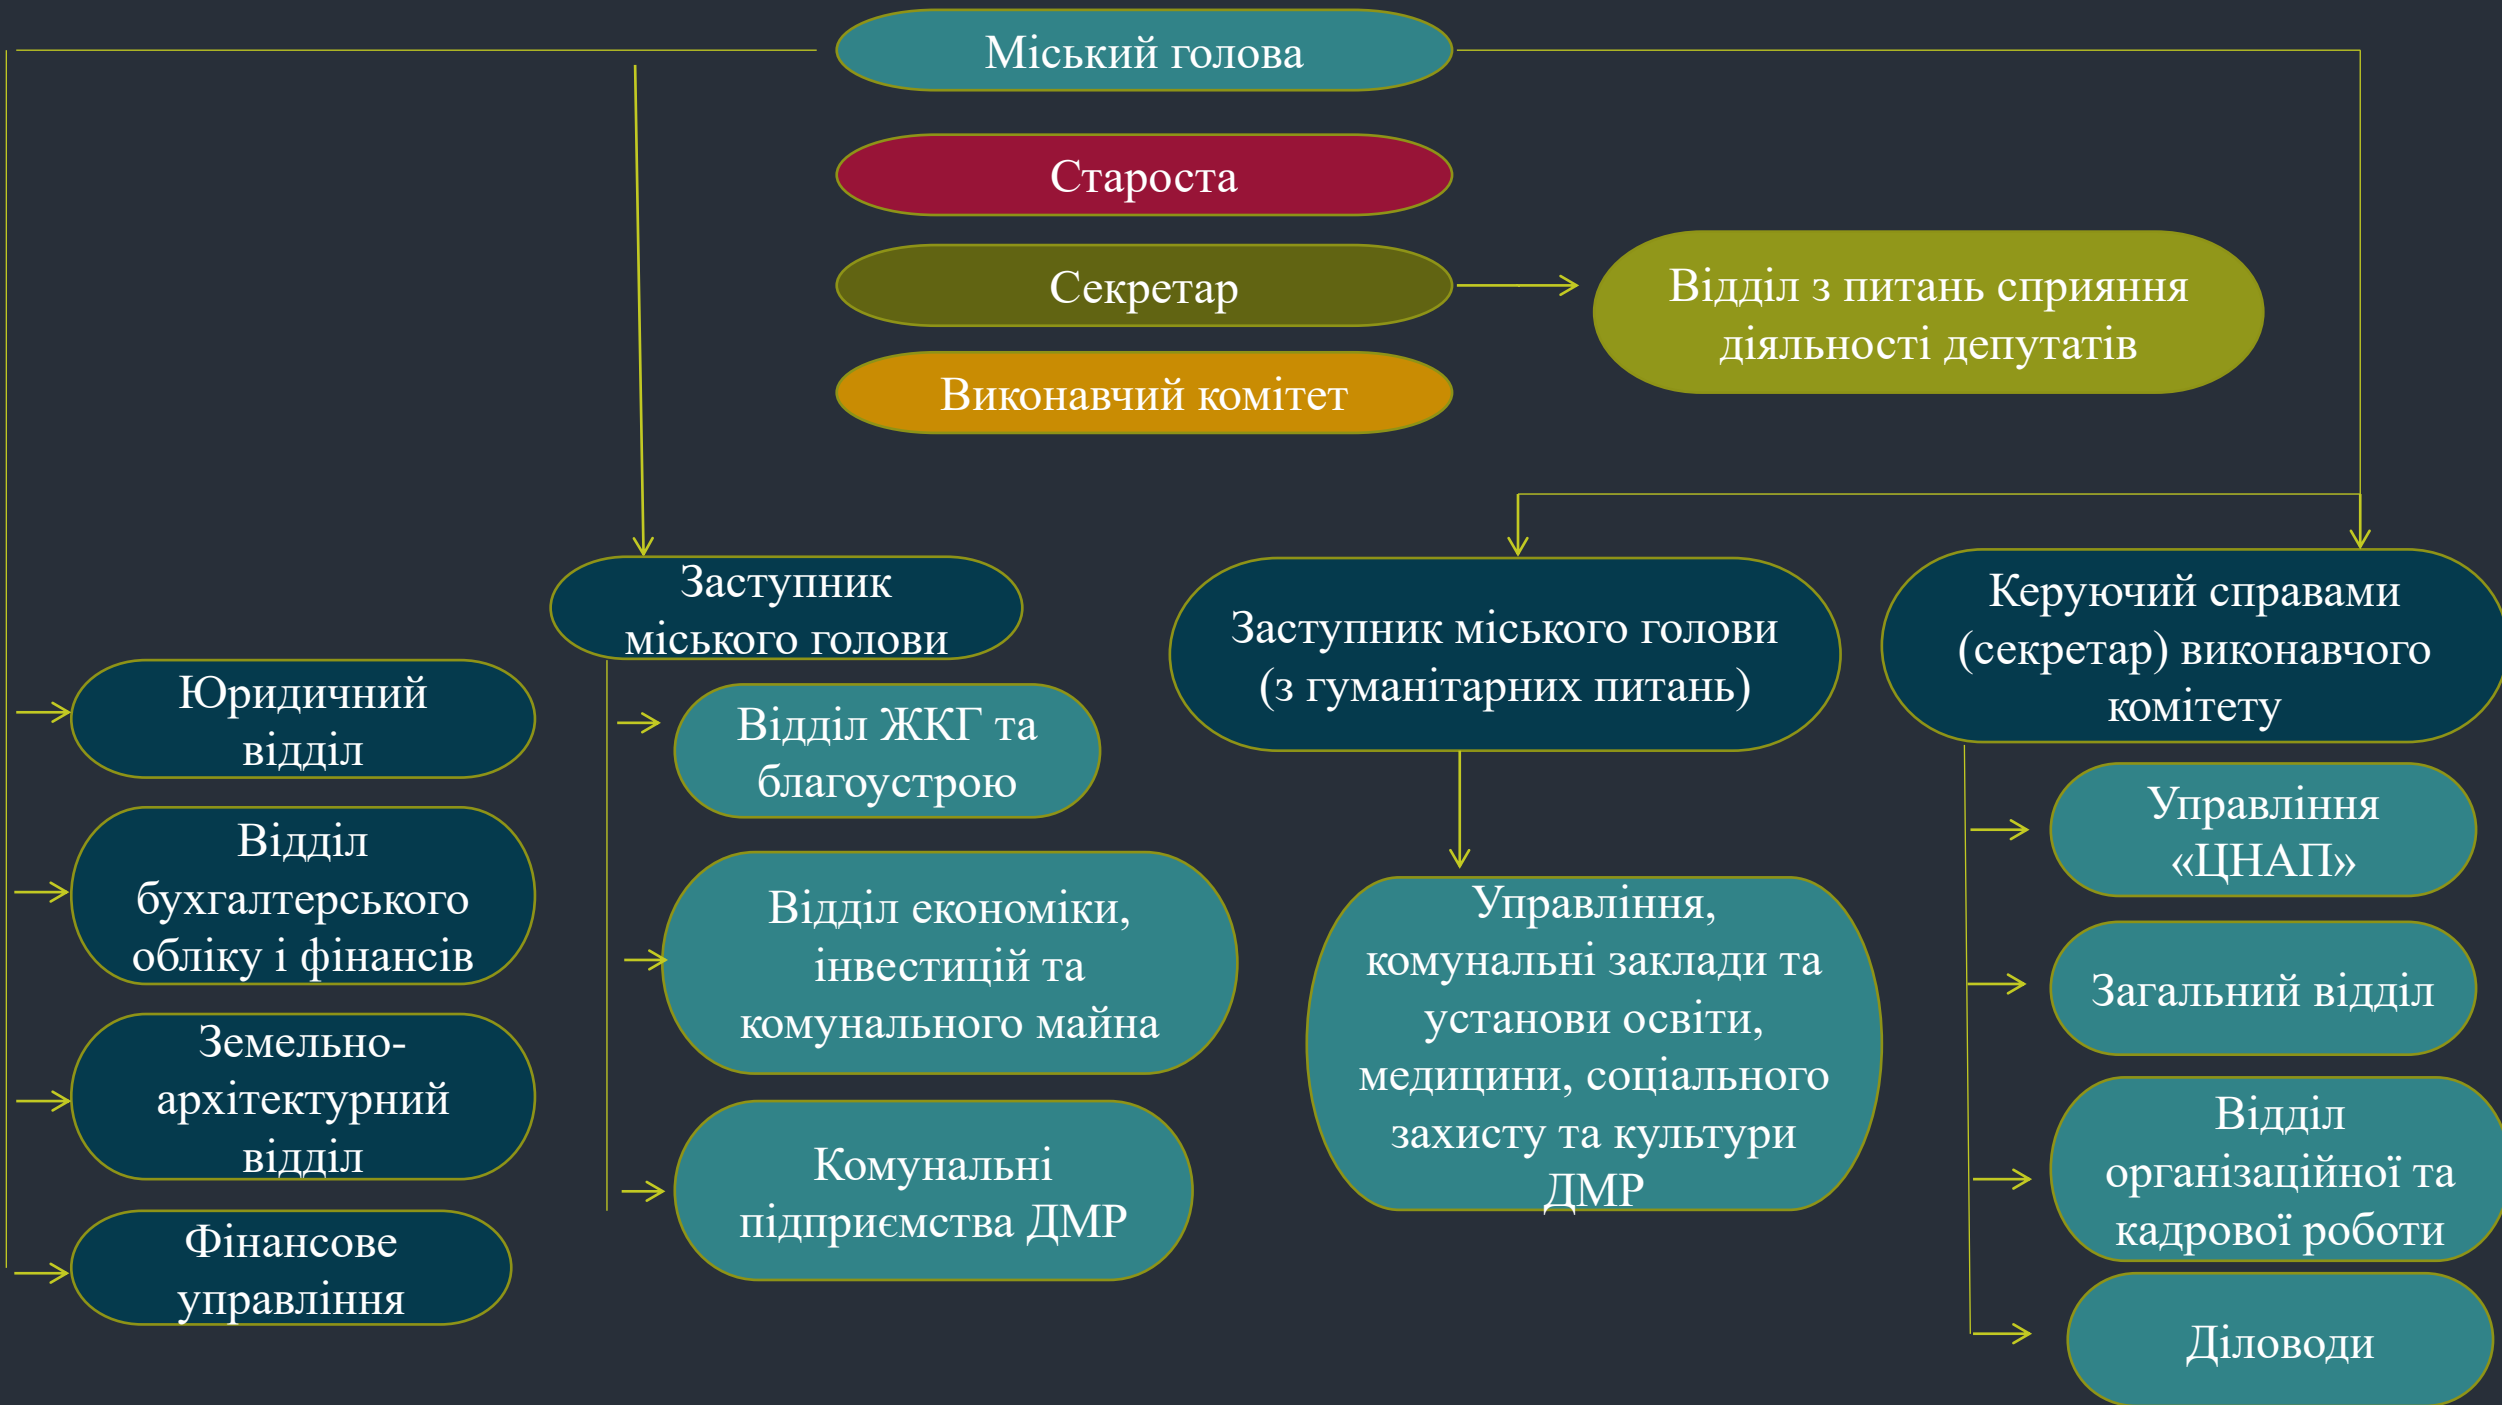 Міський голова
Староста
Секретар
Відділ з питань сприяння
діяльності депутатів
Виконавчий комітет
Заступник
міського голови
Заступник міського голови
(з гуманітарних питань)
Керуючий справами
(секретар) виконавчого
комітету
Юридичний
відділ
Відділ
бухгалтерського
обліку і фінансів
Земельно-
архітектурний
відділ
Фінансове
управління
Відділ ЖКГ та
благоустрою
Відділ економіки,
інвестицій та
комунального майна
Комунальні
підприємства ДМР
Управління,
комунальні заклади та
установи освіти,
медицини, соціального
захисту та культури
ДМР
Управління
«ЦНАП»
Загальний відділ
Відділ
організаційної та
кадрової роботи
Діловоди